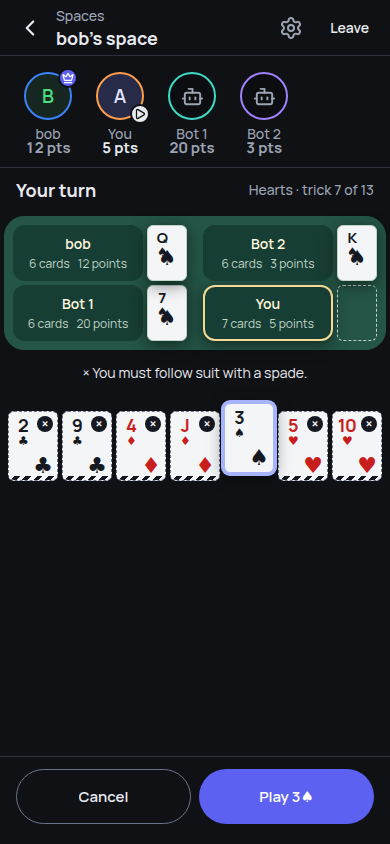 Spaces
bob's space
Leave
B
A
bob
You
Bot 1
Bot 2
12 pts
5 pts
20 pts
3 pts
Your turn
Hearts · trick 7 of 13
bob
6 cards 12 points
Q♠
Bot 2
6 cards 3 points
K♠
Bot 1
6 cards 20 points
7♠
You
7 cards 5 points
× You must follow suit with a spade.
2♣
9♣
4♦
J♦
3♠
5♥
10♥
Cancel
Play 3♠